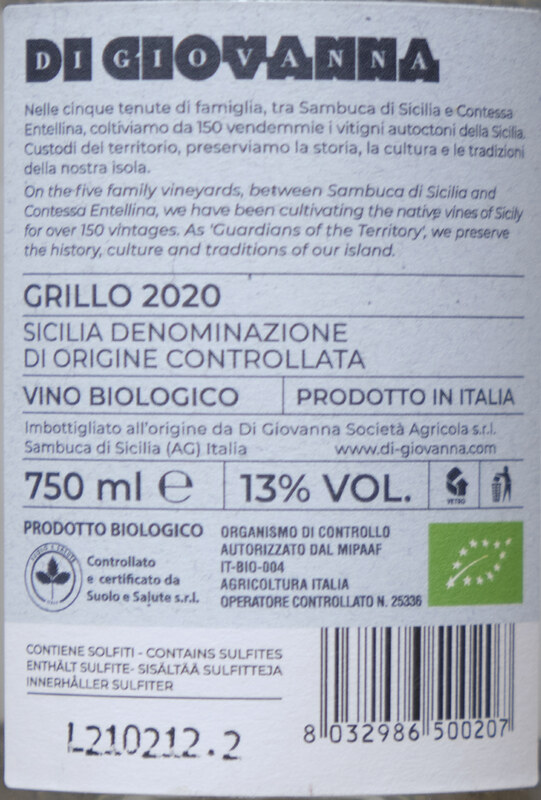 DI GIOVANNA
Nelle cinque tenute di famiglia, tra Sambuca di Sicilia e Contessa
Entellina, coltiviamo da 150 vendemmie i vitigni autoctoni della Sicilia.
Custodi del territorio, preserviamo la storia, la cultura e le tradizioni
della nostra isola.
On the five family vineyards, between Sambuca di Sicilia and
Contessa Entellina, we have been cultivating the native vines of Sicily
for over 150 vintages. As 'Guardians of the Territory', we preserve
the history, culture and traditions of our island.
GRILLO 2020
SICILIA DENOMINAZIONE
DI ORIGINE CONTROLLATA
VINO BIOLOGICO PRODOTTO IN ITALIA
Imbottigliato all'origine da Di Giovanna Società Agricola s.r.l.
Sambuca di Sicilia (AG) Italia www.di-giovanna.com
750 ml e 13% VOL.
VETRO
PRODOTTO BIOLOGICO
Controllato
e certificato da
Suolo e Salute s.r.l.
ORGANISMO DI CONTROLLO
AUTORIZZATO DAL MIPAAF
IT-BIO-004
AGRICOLTURA ITALIA
OPERATORE CONTROLLATO N. 25336
CONTIENE SOLFITI - CONTAINS SULFITES
ENTHÄLT SULFITE- SISÄLTÄÄ SULFITTEJA
INNERHÅLLER SULFITER
L210212.2
8 032986 500207